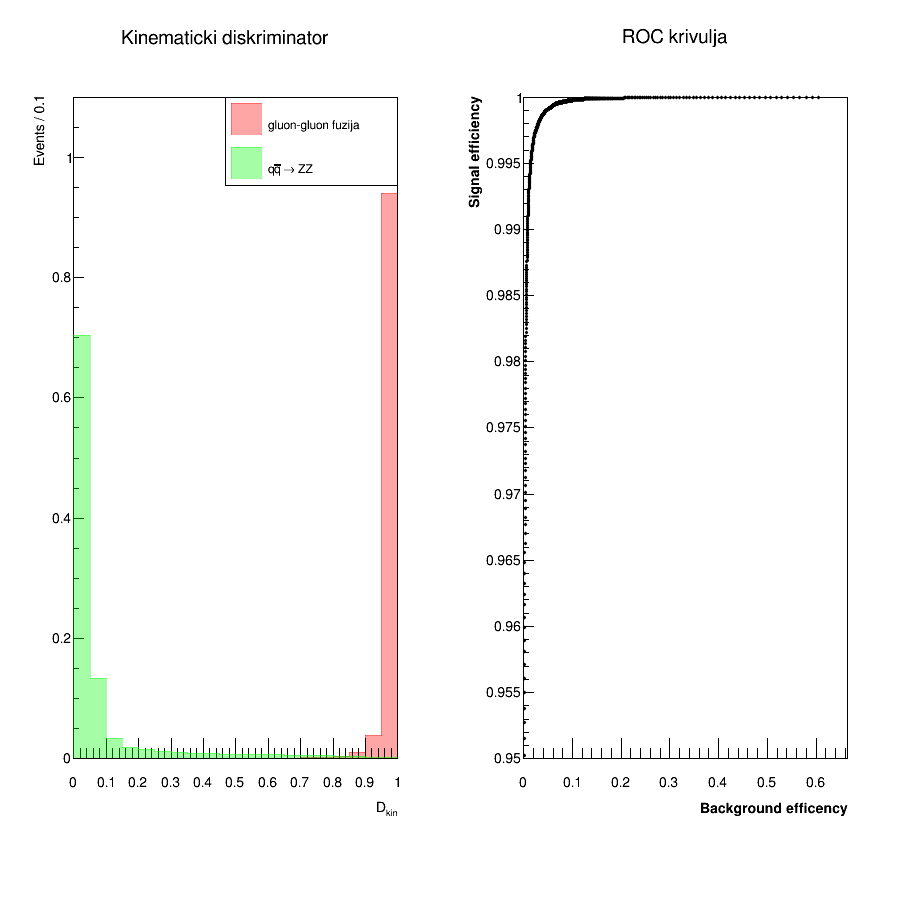 Kinematicki diskriminator
Events / 0.1
1
0.8
0.6
0.4
0.2
0
0 0.1 0.2 0.3 0.4 0.5 0.6 0.7 0.8 0.9 1
D_kin
gluon-gluon fuzija
qq̅ → ZZ
ROC krivulja
Signal efficiency
1
0.995
0.99
0.985
0.98
0.975
0.97
0.965
0.96
0.955
0.95
0 0.1 0.2 0.3 0.4 0.5 0.6
Background efficency